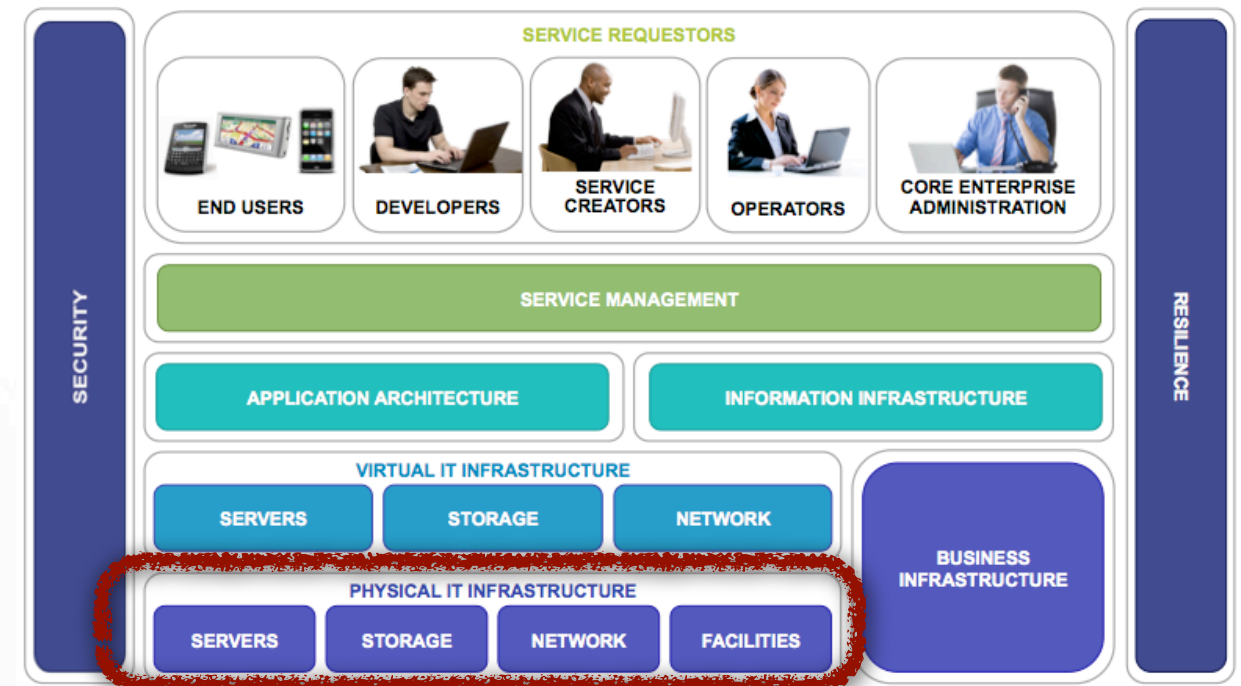 SERVICE REQUESTORS
END USERS
DEVELOPERS
SERVICE
CREATORS
OPERATORS
CORE ENTERPRISE
ADMINISTRATION
SECURITY
SERVICE MANAGEMENT
RESILIENCE
APPLICATION ARCHITECTURE
INFORMATION INFRASTRUCTURE
VIRTUAL IT INFRASTRUCTURE
SERVERS
STORAGE
NETWORK
BUSINESS
INFRASTRUCTURE
PHYSICAL IT INFRASTRUCTURE
SERVERS
STORAGE
NETWORK
FACILITIES